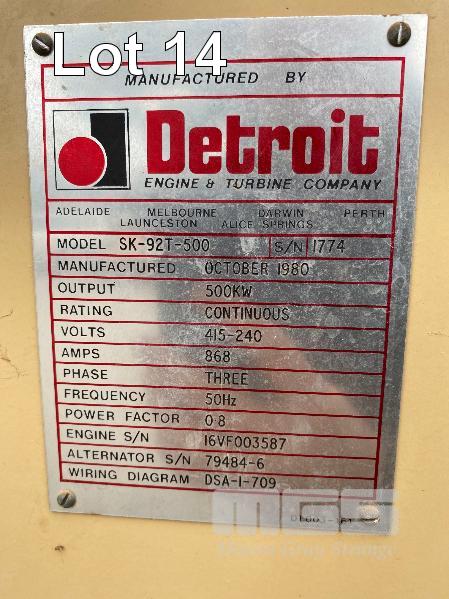 Lot 14
MANUFACTURED BY
Detroit
ENGINE & TURBINE COMPANY
ADELAIDE MELBOURNE DARWIN PERTH
LAUNCESTON ALICE SPRINGS
MODEL SK-92T-500 S/N 1774
MANUFACTURED OCTOBER 1980
OUTPUT 500KW
RATING CONTINUOUS
VOLTS 415-240
AMPS 868
PHASE THREE
FREQUENCY 50Hz
POWER FACTOR 0·8
ENGINE S/N 16VF003587
ALTERNATOR S/N 79484-6
WIRING DIAGRAM DSA-1-709
MGS